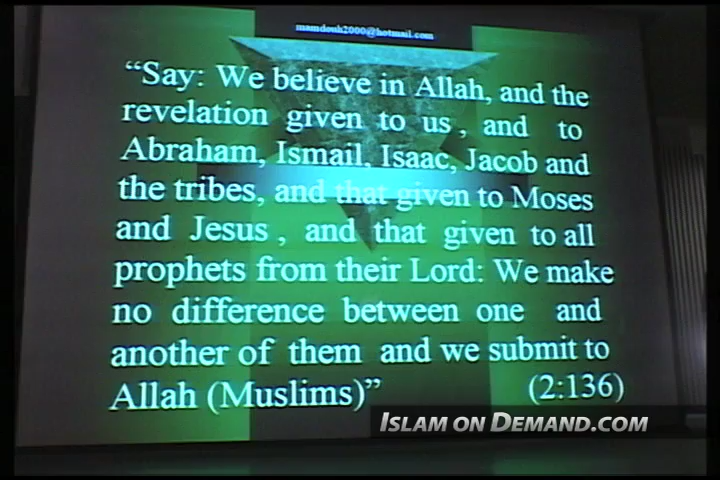 mamdouh2000@hotmail.com
“Say: We believe in Allah, and the
revelation given to us , and to
Abraham, Ismail, Isaac, Jacob and
the tribes, and that given to Moses
and Jesus , and that given to all
prophets from their Lord: We make
no difference between one and
another of them and we submit to
Allah (Muslims)” (2:136)
ISLAM ON DEMAND.COM